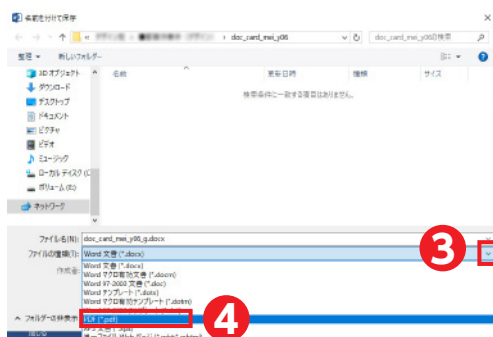 名前を付けて保存
doc_card_mei_y06
doc_card_mei_y06の検索
整理 新しいフォルダー
3D オブジェクト
ダウンロード
デスクトップ
ドキュメント
ピクチャ
ビデオ
ミュージック
ローカル ディスク (C
ボリューム (E:)
ネットワーク
名前 更新日時 種類 サイズ
検索条件に一致する項目はありません。
ファイル名(N): doc_card_mei_y06_g.docx
ファイルの種類(T): Word 文書 (*.docx)
作成者:
Word 文書 (*.docx)
Word マクロ有効文書 (*.docm)
Word 97-2003 文書 (*.doc)
Word テンプレート (*.dotx)
Word マクロ有効テンプレート (*.dotm)
フォルダーの非表示
PDF (*.pdf)
3
4